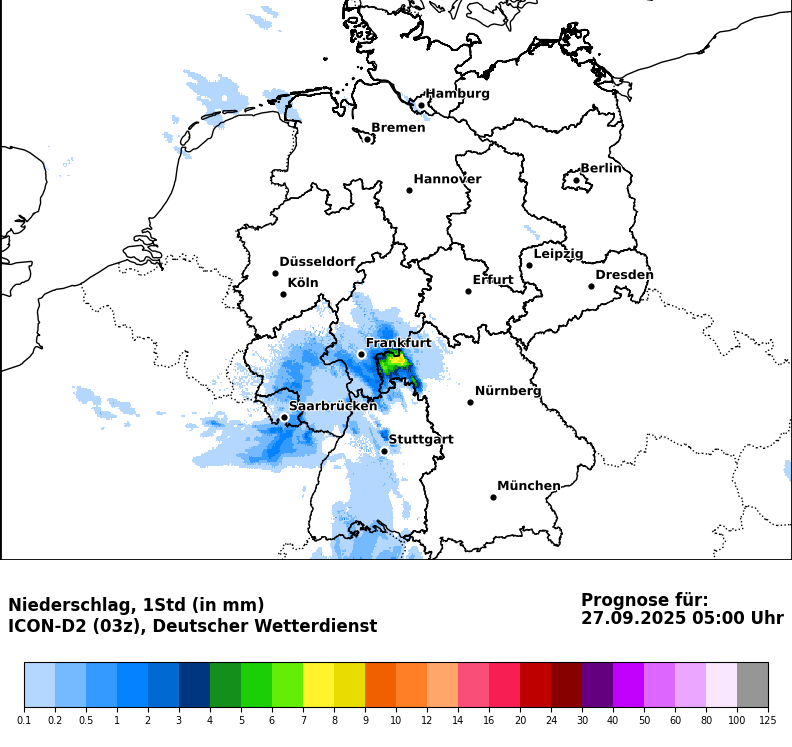 Hamburg
Bremen
Berlin
Hannover
Leipzig
Düsseldorf
Dresden
Köln
Erfurt
Frankfurt
Nürnberg
Saarbrücken
Stuttgart
München
Niederschlag, 1Std (in mm)
ICON-D2 (03z), Deutscher Wetterdienst
Prognose für:
27.09.2025 05:00 Uhr
0.1 0.2 0.5 1 2 3 4 5 6 7 8 9 10 12 14 16 20 24 30 40 50 60 80 100 125